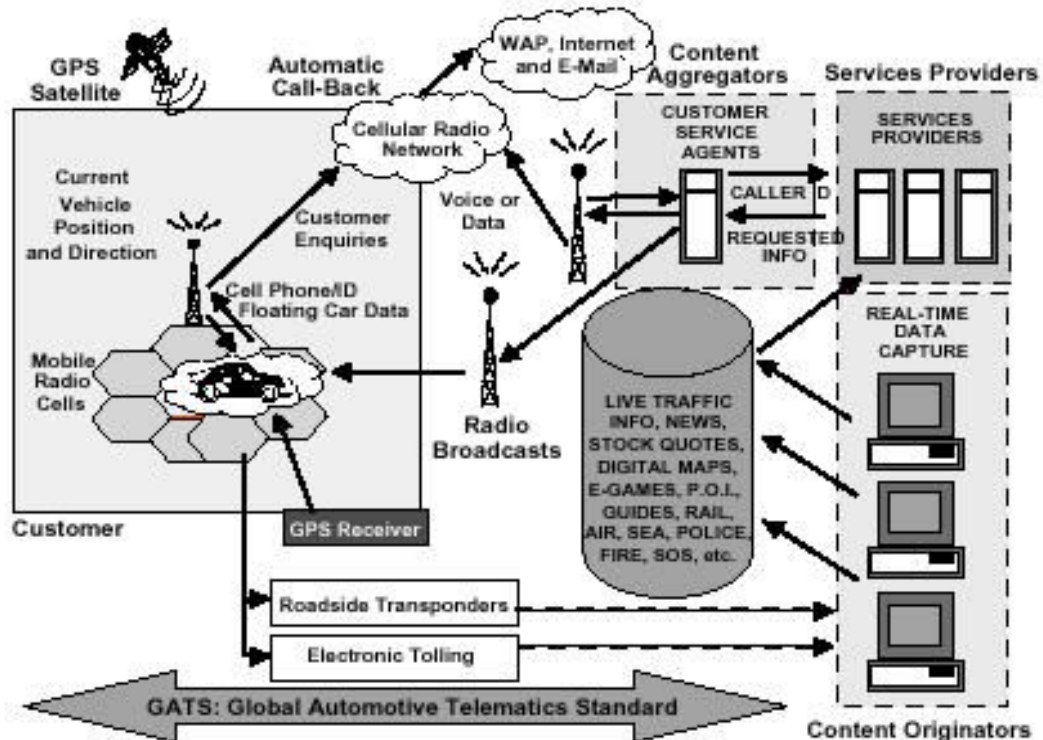 GPS
Satellite
Automatic
Call-Back
WAP, Internet
and E-Mail
Content
Aggregators
Services Providers
Cellular Radio
Network
CUSTOMER
SERVICE
AGENTS
SERVICES
PROVIDERS
Current
Vehicle
Position
and Direction
Customer
Enquiries
Voice or
Data
CALLER ID
REQUESTED
INFO
Cell Phone/ID
Floating Car Data
Mobile
Radio
Cells
Radio
Broadcasts
REAL-TIME
DATA
CAPTURE
LIVE TRAFFIC
INFO, NEWS,
STOCK QUOTES,
DIGITAL MAPS,
E-GAMES, P.O.I.,
GUIDES, RAIL,
AIR, SEA, POLICE,
FIRE, SOS, etc.
Customer
GPS Receiver
Roadside Transponders
Electronic Tolling
GATS: Global Automotive Telematics Standard
Content Originators